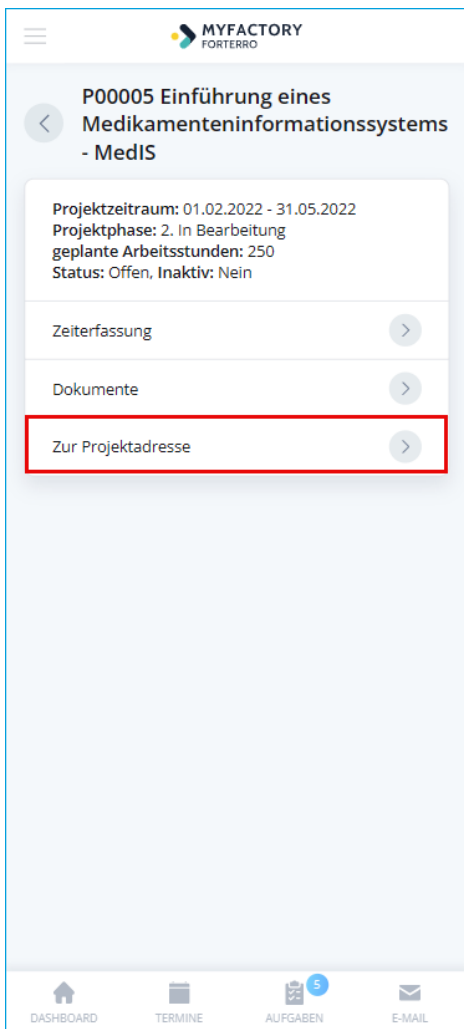 MYFACTORY
FORTERRO
P00005 Einführung eines
Medikamenteninformationssystems
- MedIS
Projektzeitraum: 01.02.2022 - 31.05.2022
Projektphase: 2. In Bearbeitung
geplante Arbeitsstunden: 250
Status: Offen, Inaktiv: Nein
Zeiterfassung
Dokumente
Zur Projektadresse
5
DASHBOARD TERMINE AUFGABEN E-MAIL